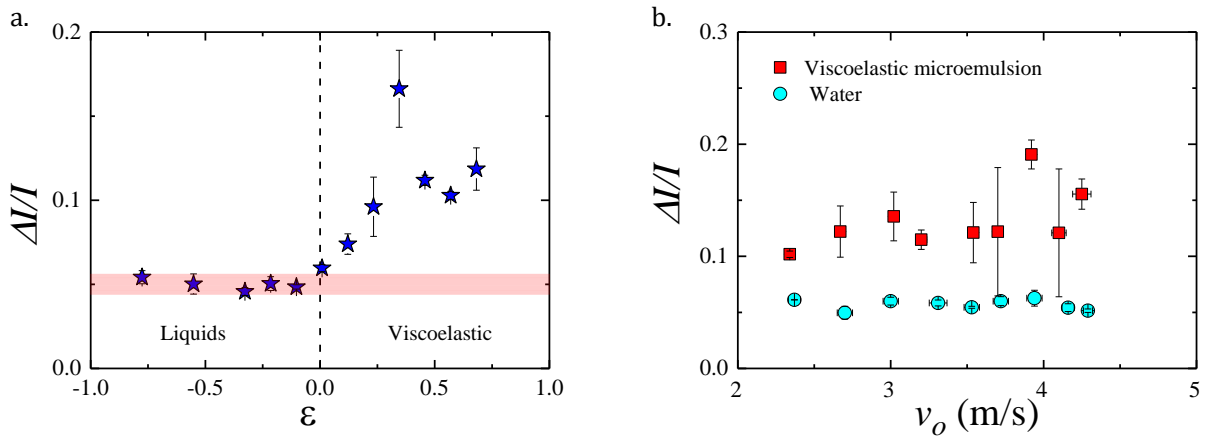 a.
0.2
0.1
0.0
ΔI/I
Liquids
Viscoelastic
-1.0
-0.5
0.0
0.5
1.0
ε
b.
0.3
0.2
0.1
0.0
ΔI/I
Viscoelastic microemulsion
Water
2
3
4
5
vo (m/s)